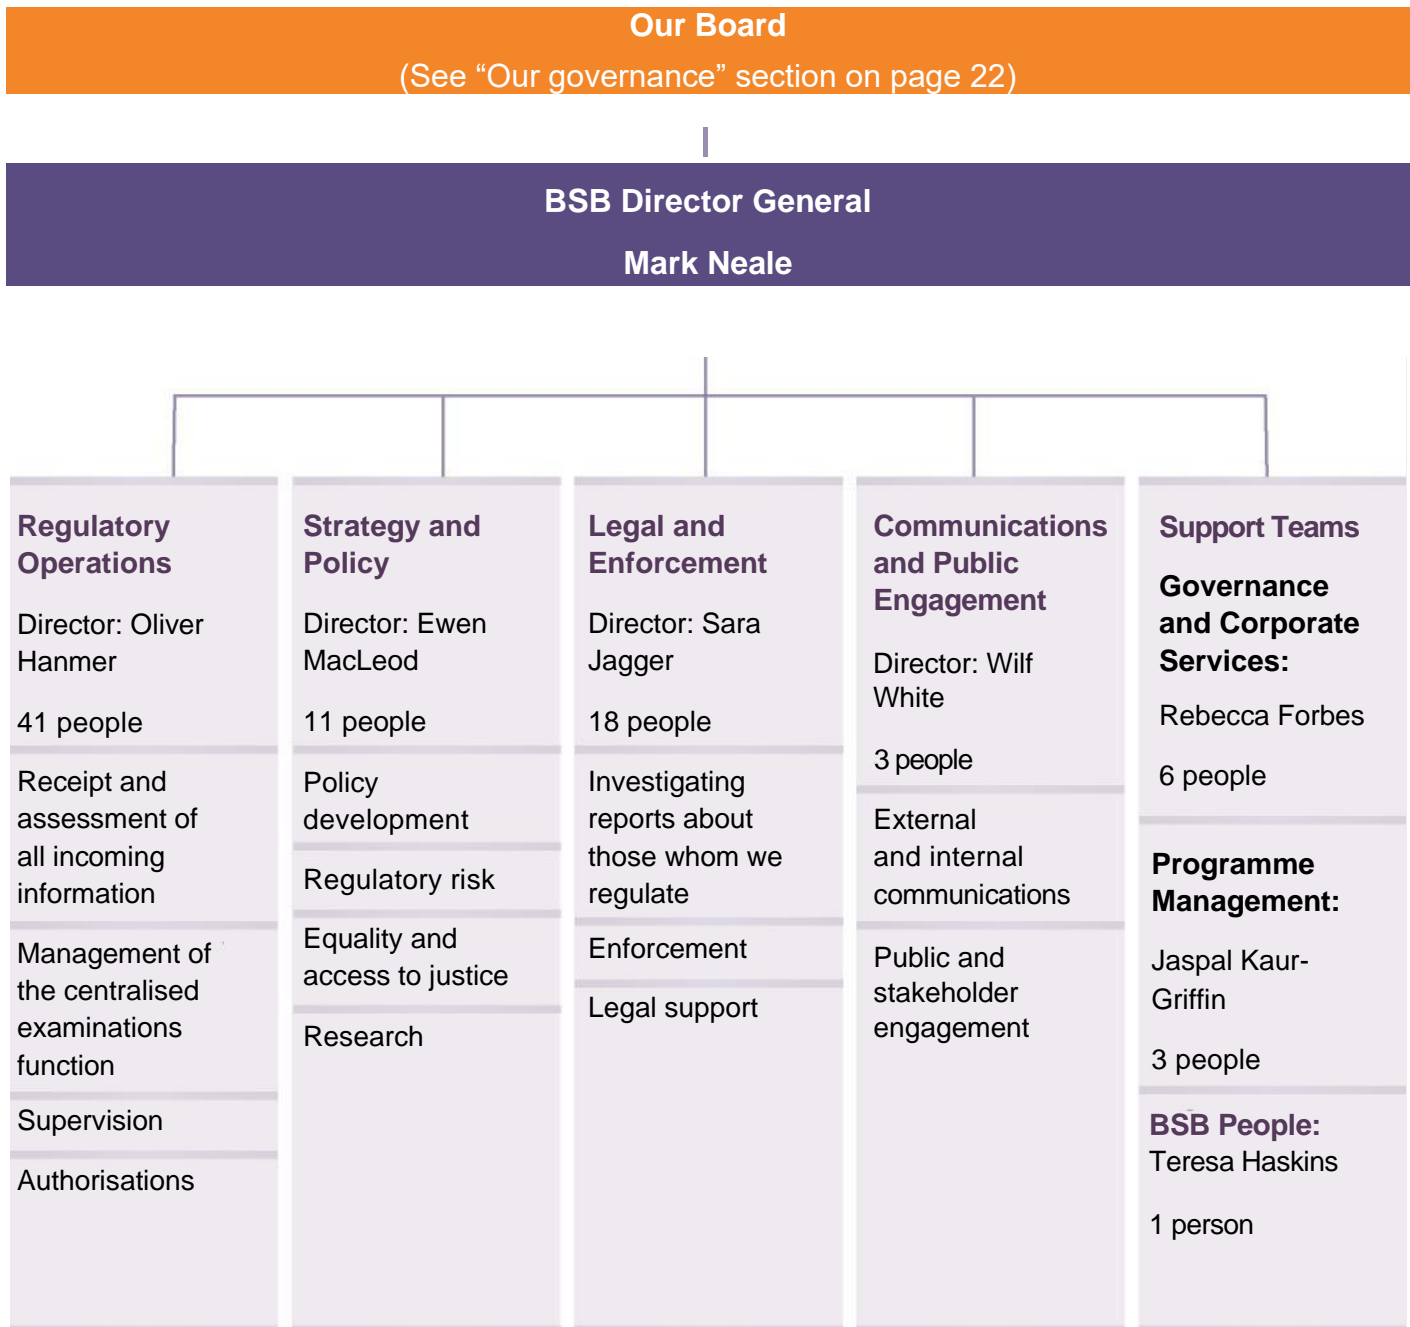 Our Board
(See “Our governance” section on page 22)
BSB Director General
Mark Neale
Regulatory
Operations
Director: Oliver
Hanmer
41 people
Receipt and
assessment of
all incoming
information
Management of
the centralised
examinations
function
Supervision
Authorisations
Strategy and
Policy
Director: Ewen
MacLeod
11 people
Policy
development
Regulatory risk
Equality and
access to justice
Research
Legal and
Enforcement
Director: Sara
Jagger
18 people
Investigating
reports about
those whom we
regulate
Enforcement
Legal support
Communications
and Public
Engagement
Director: Wilf
White
3 people
External
and internal
communications
Public and
stakeholder
engagement
Support Teams
Governance
and Corporate
Services:
Rebecca Forbes
6 people
Programme
Management:
Jaspal Kaur-
Griffin
3 people
BSB People:
Teresa Haskins
1 person